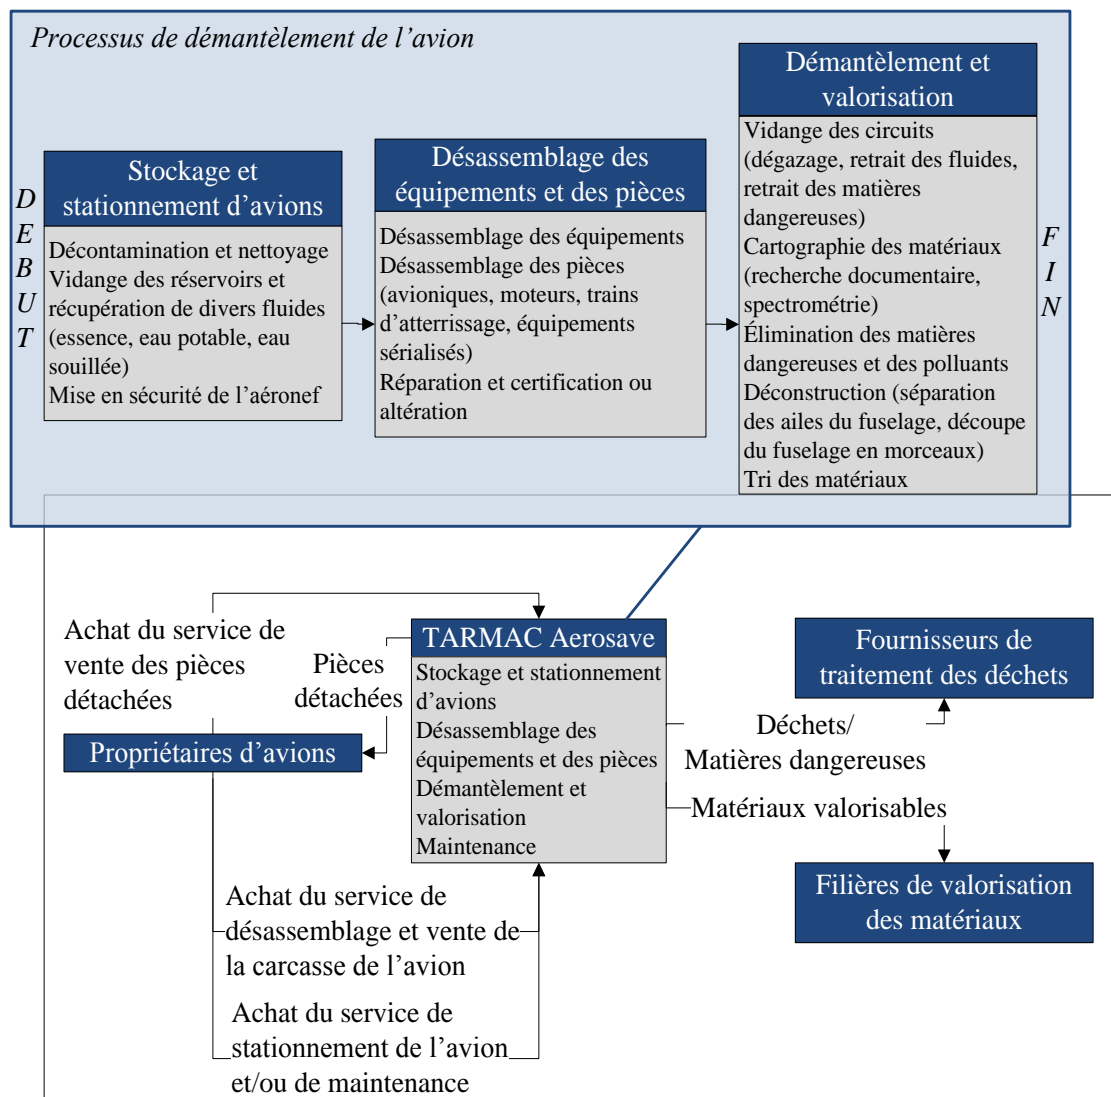 Processus de démantèlement de l’avion
DEBUT
Stockage et
stationnement d’avions
Décontamination et nettoyage
Vidange des réservoirs et
récupération de divers fluides
(essence, eau potable, eau
souillée)
Mise en sécurité de l’aéronef
Désassemblage des
équipements et des pièces
Désassemblage des équipements
Désassemblage des pièces
(avioniques, moteurs, trains
d’atterrissage, équipements
sérialisés)
Réparation et certification ou
altération
Démantèlement et
valorisation
Vidange des circuits
(dégazage, retrait des fluides,
retrait des matières
dangereuses)
Cartographie des matériaux
(recherche documentaire,
spectrométrie)
Élimination des matières
dangereuses et des polluants
Déconstruction (séparation
des ailes du fuselage, découpe
du fuselage en morceaux)
Tri des matériaux
FIN
Achat du service de
vente des pièces
détachées
Pièces
détachées
Propriétaires d’avions
TARMAC Aerosave
Stockage et stationnement
d’avions
Désassemblage des
équipements et des pièces
Démantèlement et
valorisation
Maintenance
Fournisseurs de
traitement des déchets
Déchets/
Matières dangereuses
Matériaux valorisables
Filières de valorisation
des matériaux
Achat du service de
désassemblage et vente de
la carcasse de l’avion
Achat du service de
stationnement de l’avion
et/ou de maintenance